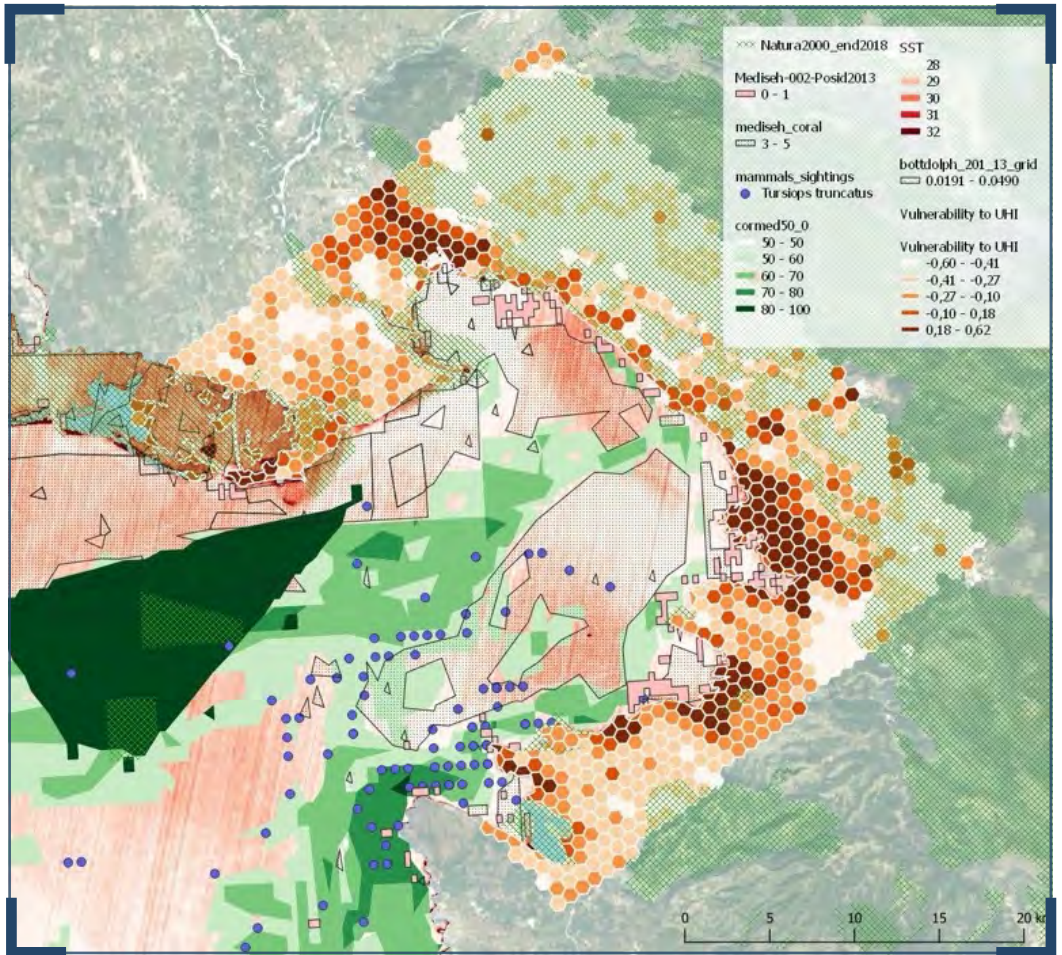 Natura2000_end2018
Mediseh-002-Posid2013
0 - 1
mediseh_coral
3 - 5
mammals_sightings
Tursiops truncatus
cormed50_0
50 - 50
50 - 60
60 - 70
70 - 80
80 - 100
SST
28
29
30
31
32
bottdolph_201_13_grid
0.0191 - 0.0490
Vulnerability to UHI
Vulnerability to UHI
-0,60 - -0,41
-0,41 - -0,27
-0,27 - -0,10
-0,10 - 0,18
0,18 - 0,62
0 5 10 15 20 km